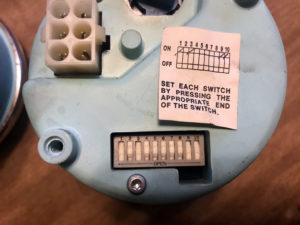 1 2 3 4 5 6 7 8 9 10
ON
OFF
SET EACH SWITCH
BY PRESSING THE
APPROPRIATE END
OF THE SWITCH.
OPEN